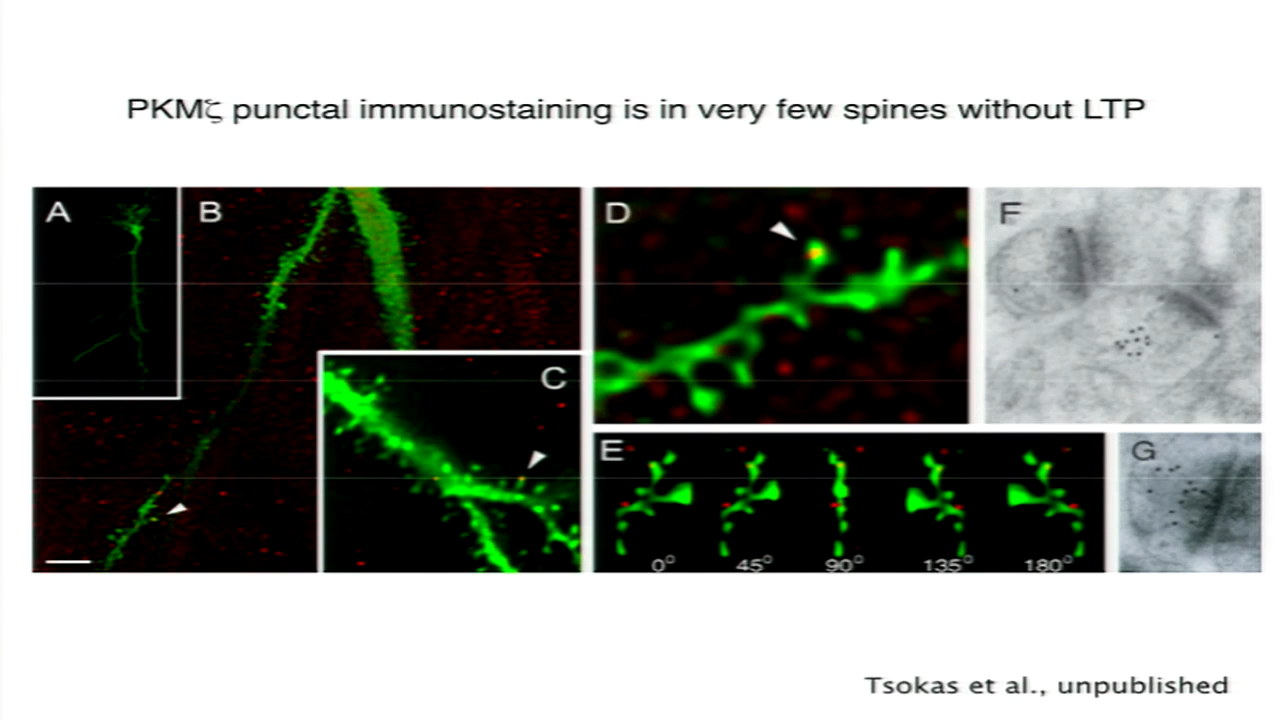 PKMζ punctal immunostaining is in very few spines without LTP
A
B
C
D
E
F
G
0° 45° 90° 135° 180°
Tsokas et al., unpublished